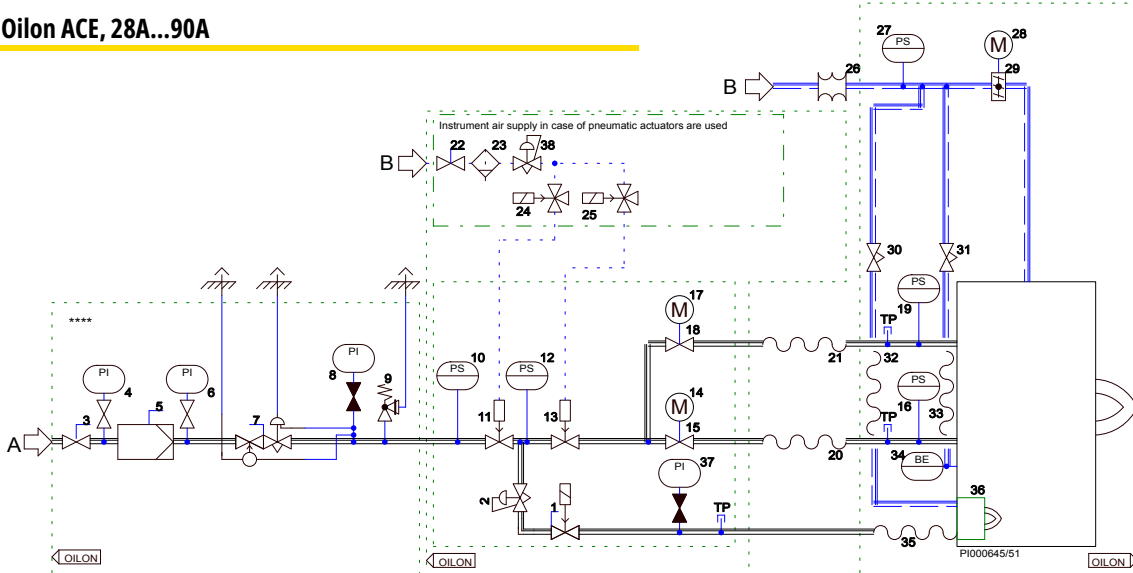 Oilon ACE, 28A...90A
27
PS
28
M
B
26
29
Instrument air supply in case of pneumatic actuators are used
B
22
23
38
24
25
30
31
PS
19
17
M
18
TP
****
PI
4
5
PI
6
7
PI
8
9
PS
10
PS
12
11
13
M
14
15
21
32
PS
16
33
TP
A
3
20
34
BE
2
1
PI
37
TP
35
36
OILON
OILON
PI000645/51
OILON